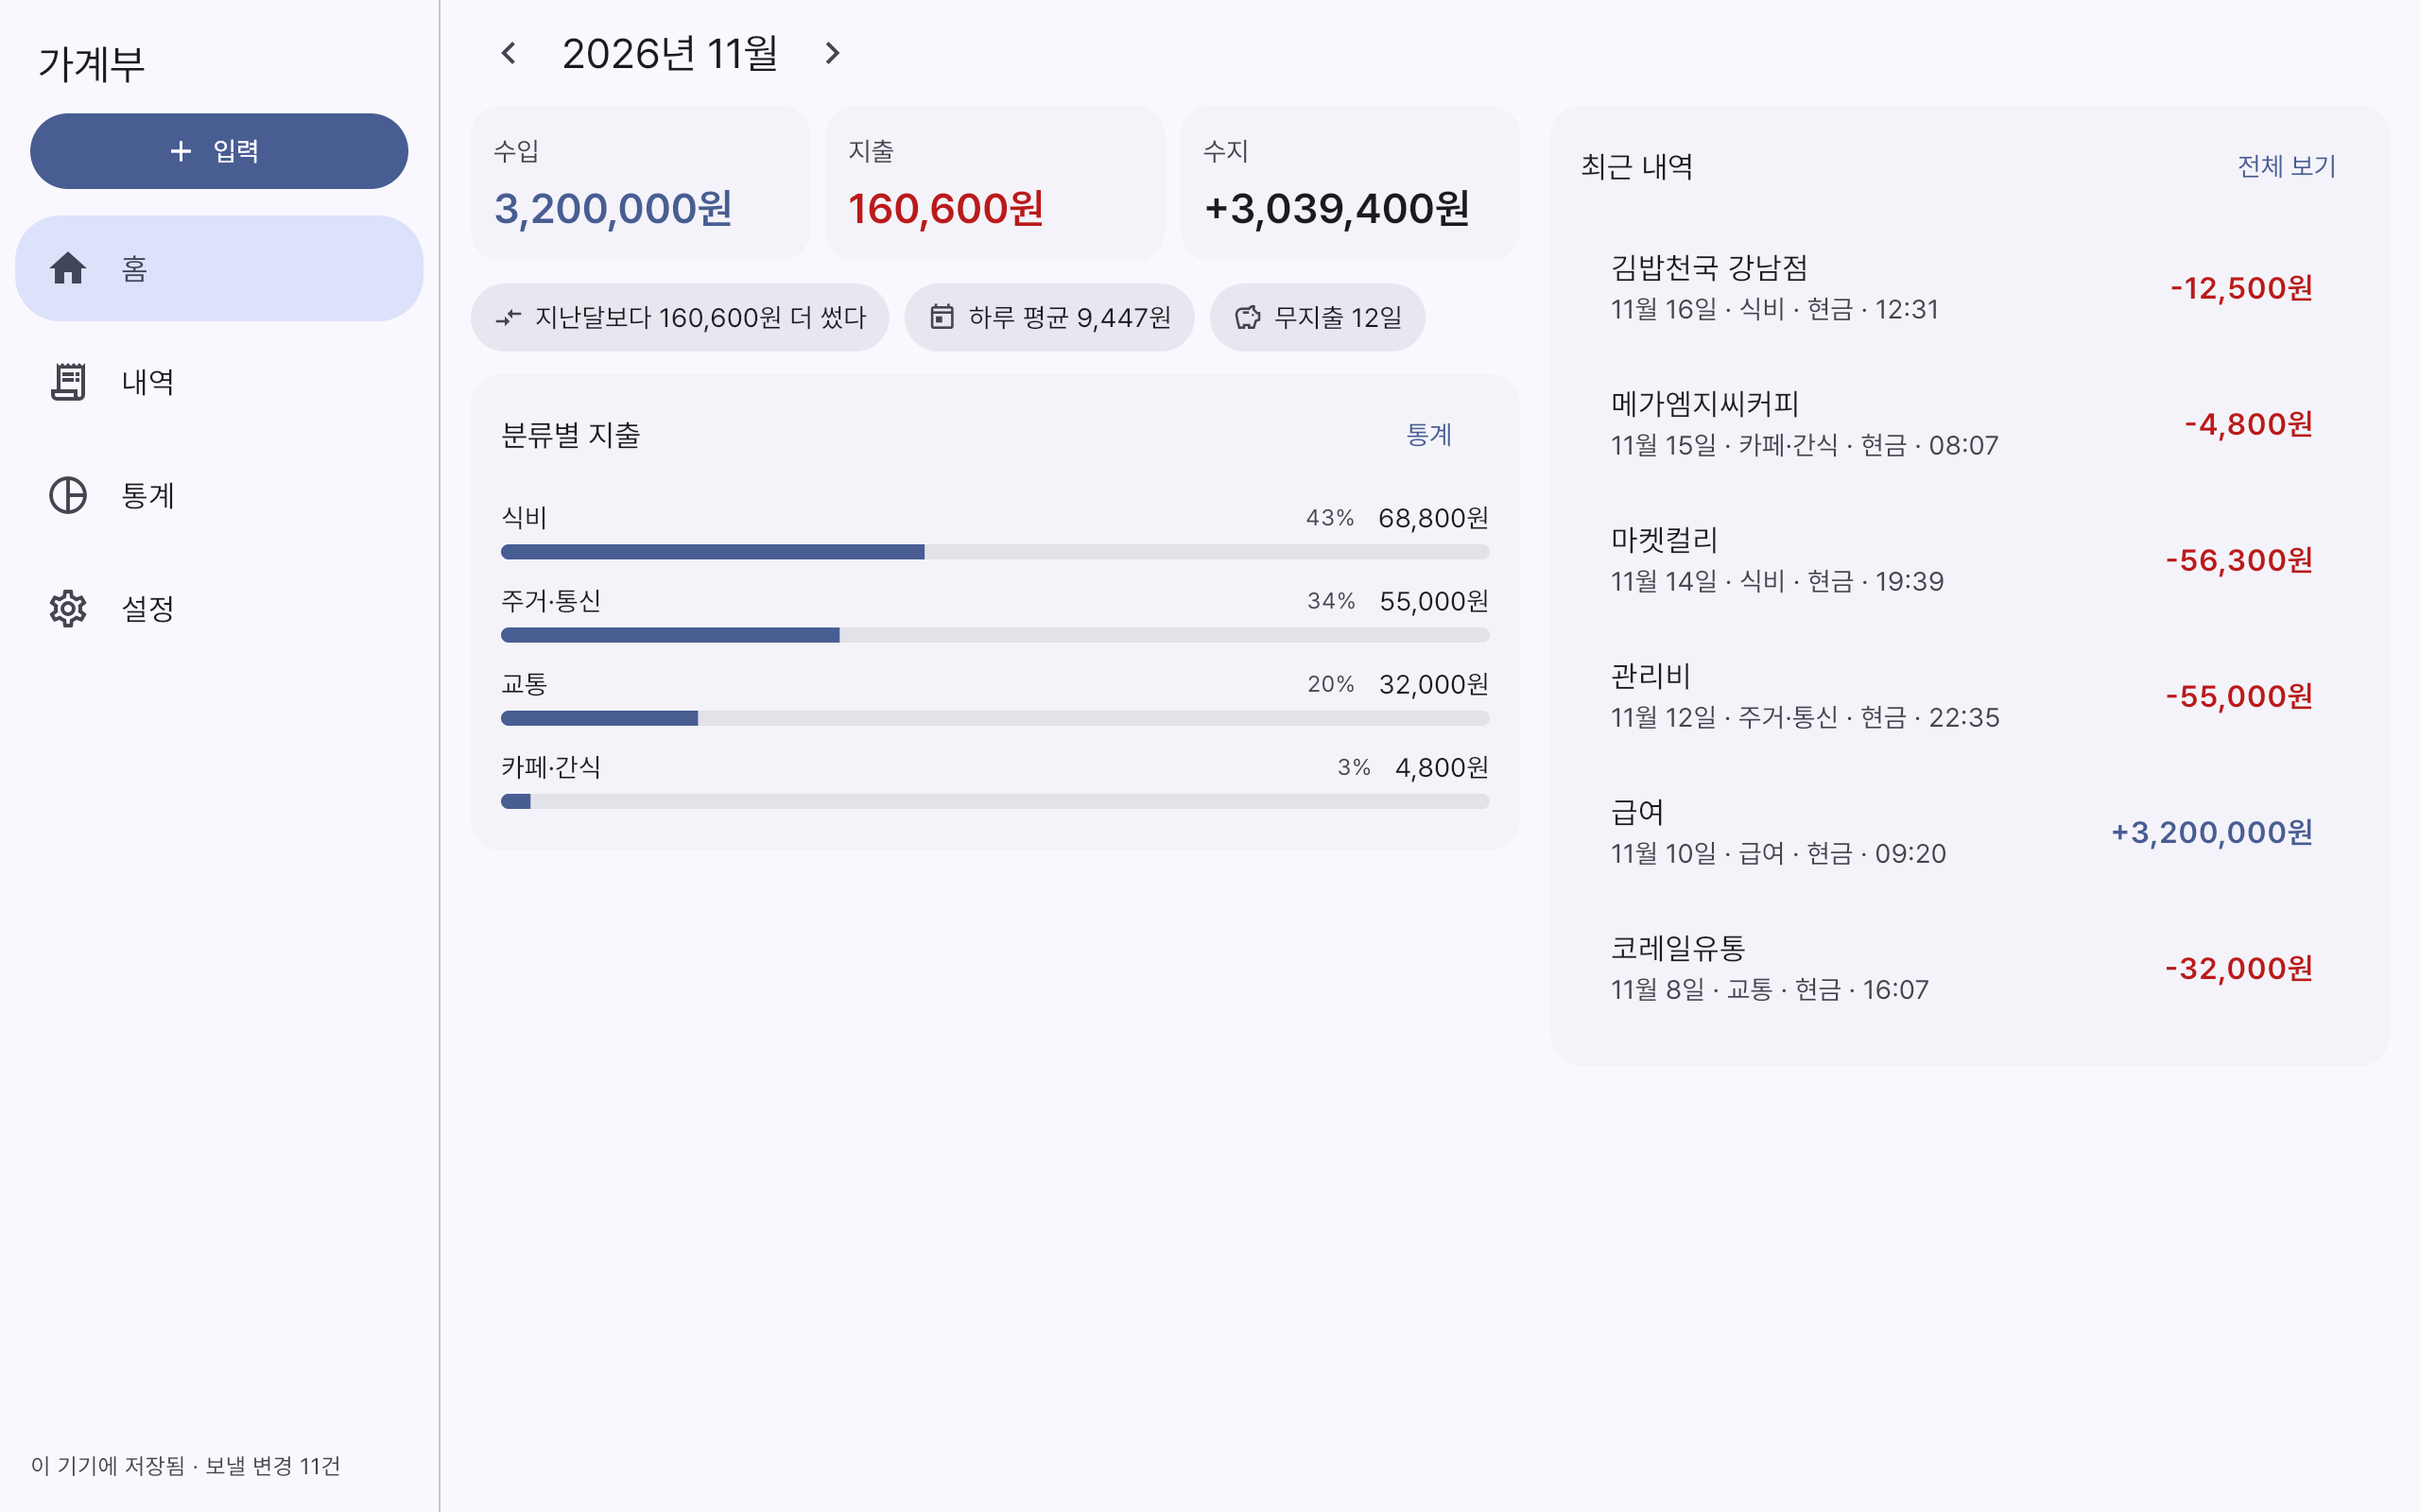 가계부
입력
홈
내역
통계
설정
이 기기에 저장됨 · 보낼 변경 11건
2026년 11월
수입
3,200,000원
지출
160,600원
수지
+3,039,400원
지난달보다 160,600원 더 썼다
하루 평균 9,447원
무지출 12일
분류별 지출
통계
식비 43% 68,800원
주거·통신 34% 55,000원
교통 20% 32,000원
카페·간식 3% 4,800원
최근 내역
전체 보기
김밥천국 강남점
11월 16일 · 식비 · 현금 · 12:31
-12,500원
메가엠지씨커피
11월 15일 · 카페·간식 · 현금 · 08:07
-4,800원
마켓컬리
11월 14일 · 식비 · 현금 · 19:39
-56,300원
관리비
11월 12일 · 주거·통신 · 현금 · 22:35
-55,000원
급여
11월 10일 · 급여 · 현금 · 09:20
+3,200,000원
코레일유통
11월 8일 · 교통 · 현금 · 16:07
-32,000원